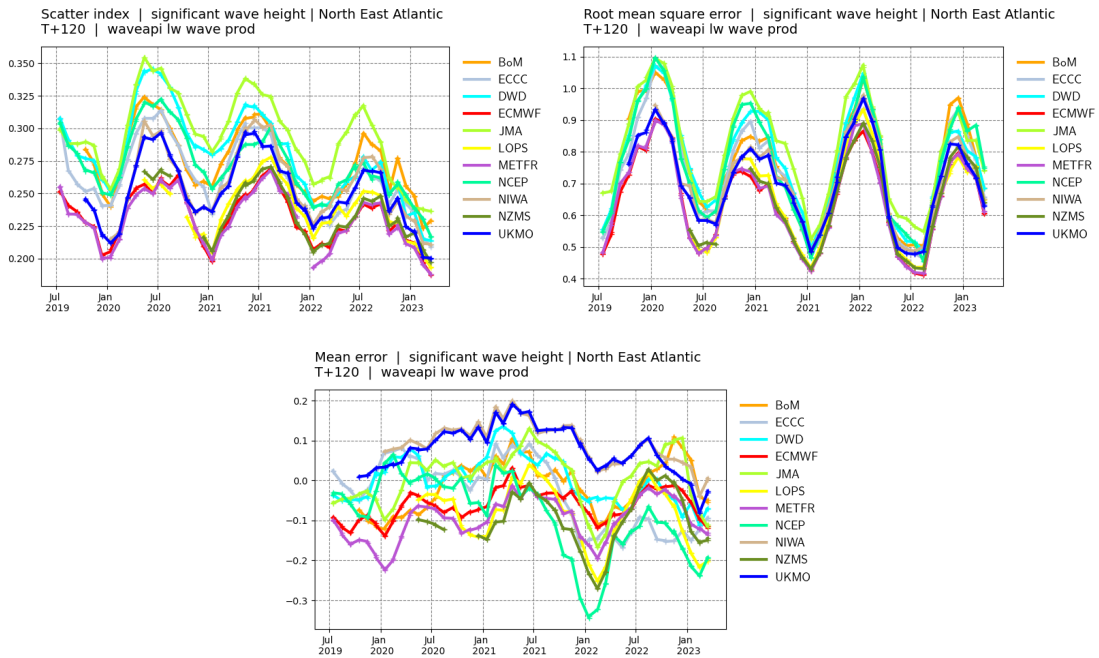 Scatter index | significant wave height | North East Atlantic
T+120 | waveapi lw wave prod
0.350
0.325
0.300
0.275
0.250
0.225
0.200
Jul
2019
Jan
2020
Jul
2020
Jan
2021
Jul
2021
Jan
2022
Jul
2022
Jan
2023
BoM
ECCC
DWD
ECMWF
JMA
LOPS
METFR
NCEP
NIWA
NZMS
UKMO
Root mean square error | significant wave height | North East Atlantic
T+120 | waveapi lw wave prod
1.1
1.0
0.9
0.8
0.7
0.6
0.5
0.4
Jul
2019
Jan
2020
Jul
2020
Jan
2021
Jul
2021
Jan
2022
Jul
2022
Jan
2023
BoM
ECCC
DWD
ECMWF
JMA
LOPS
METFR
NCEP
NIWA
NZMS
UKMO
Mean error | significant wave height | North East Atlantic
T+120 | waveapi lw wave prod
0.2
0.1
0.0
−0.1
−0.2
−0.3
Jul
2019
Jan
2020
Jul
2020
Jan
2021
Jul
2021
Jan
2022
Jul
2022
Jan
2023
BoM
ECCC
DWD
ECMWF
JMA
LOPS
METFR
NCEP
NIWA
NZMS
UKMO